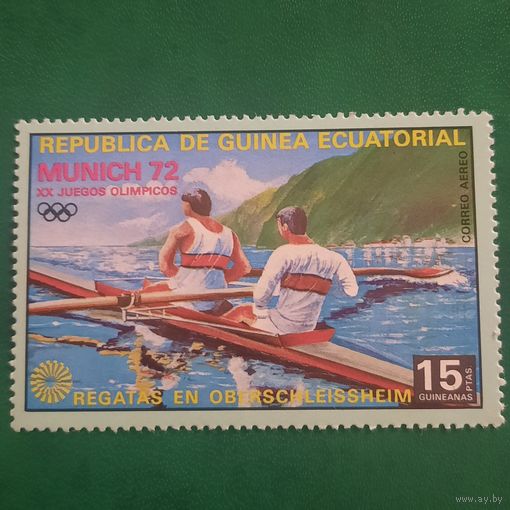 REPUBLICA DE GUINEA ECUATORIAL
MUNICH 72
XX JUEGOS OLIMPICOS
CORREO AEREO
15 PTAS.
GUINEANAS
REGATAS EN OBERSCHLEISSHEIM
www.ay.by